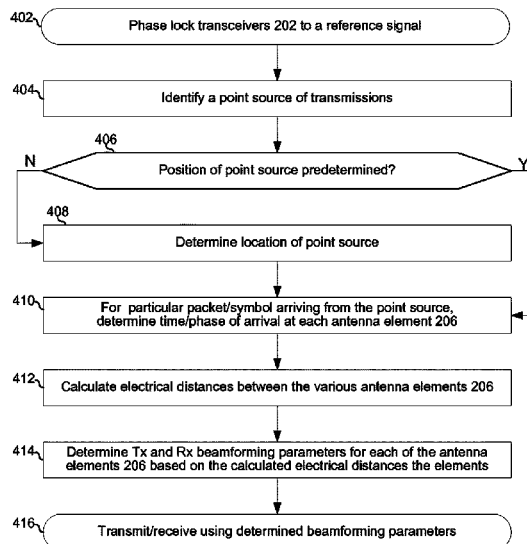 402
Phase lock transceivers 202 to a reference signal
404
Identify a point source of transmissions
406
N
Position of point source predetermined?
Y
408
Determine location of point source
410
For particular packet/symbol arriving from the point source,
determine time/phase of arrival at each antenna element 206
412
Calculate electrical distances between the various antenna elements 206
414
Determine Tx and Rx beamforming parameters for each of the antenna
elements 206 based on the calculated electrical distances the elements
416
Transmit/receive using determined beamforming parameters